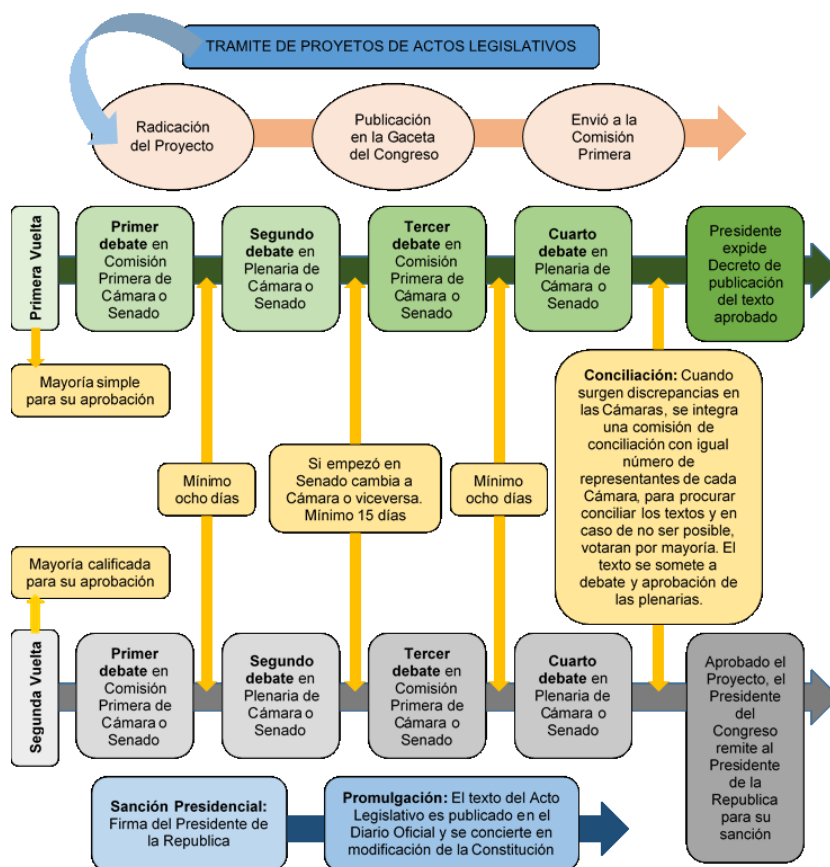 TRAMITE DE PROYETOS DE ACTOS LEGISLATIVOS
Radicación
del Proyecto
Publicación
en la Gaceta
del Congreso
Envió a la
Comisión
Primera
Primera Vuelta
Primer
debate en
Comisión
Primera de
Cámara o
Senado
Segundo
debate en
Plenaria de
Cámara o
Senado
Tercer
debate en
Comisión
Primera de
Cámara o
Senado
Cuarto
debate en
Plenaria de
Cámara o
Senado
Presidente
expide
Decreto de
publicación
del texto
aprobado
Mayoría simple
para su aprobación
Mínimo
ocho días
Si empezó en
Senado cambia a
Cámara o viceversa.
Mínimo 15 días
Mínimo
ocho días
Conciliación: Cuando
surgen discrepancias en
las Cámaras, se integra
una comisión de
conciliación con igual
número de
representantes de cada
Cámara, para procurar
conciliar los textos y en
caso de no ser posible,
votaran por mayoría. El
texto se somete a
debate y aprobación de
las plenarias.
Mayoría calificada
para su aprobación
Segunda Vuelta
Primer
debate en
Comisión
Primera de
Cámara o
Senado
Segundo
debate en
Plenaria de
Cámara o
Senado
Tercer
debate en
Comisión
Primera de
Cámara o
Senado
Cuarto
debate en
Plenaria de
Cámara o
Senado
Aprobado el
Proyecto, el
Presidente
del
Congreso
remite al
Presidente
de la
Republica
para su
sanción
Sanción Presidencial:
Firma del Presidente de
la Republica
Promulgación: El texto del Acto
Legislativo es publicado en el
Diario Oficial y se concierte en
modificación de la Constitución